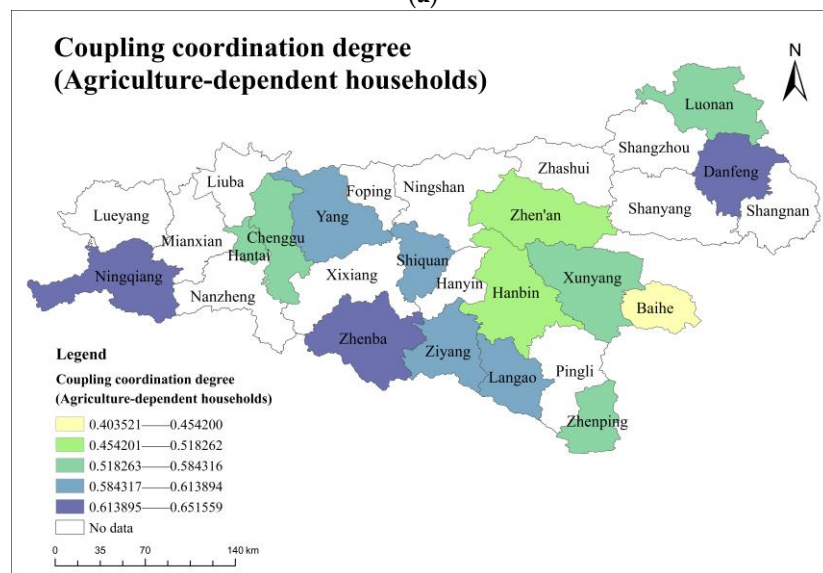 (a)
Coupling coordination degree
(Agriculture-dependent households)
N
Luonan
Shangzhou
Zhashui
Danfeng
Liuba
Foping
Ningshan
Lueyang
Yang
Zhen'an
Shanyang
Shangnan
Mianxian
Chenggu
Hantai
Shiquan
Ningqiang
Xixiang
Hanyin
Xunyang
Nanzheng
Hanbin
Baihe
Zhenba
Ziyang
Legend
Pingli
Langao
Coupling coordination degree
(Agriculture-dependent households)
Zhenping
0.403521——0.454200
0.454201——0.518262
0.518263——0.584316
0.584317——0.613894
0.613895——0.651559
No data
0 35 70 140 km